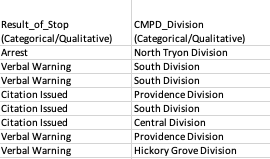 Result_of_Stop CMPD_Division
(Categorical/Qualitative) (Categorical/Qualitative)
Arrest North Tryon Division
Verbal Warning South Division
Verbal Warning South Division
Citation Issued Providence Division
Citation Issued South Division
Citation Issued Central Division
Verbal Warning Providence Division
Verbal Warning Hickory Grove Division